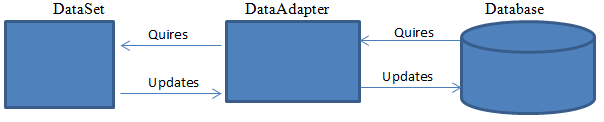 DataSet
DataAdapter
Database
Quires
Quires
Updates
Updates